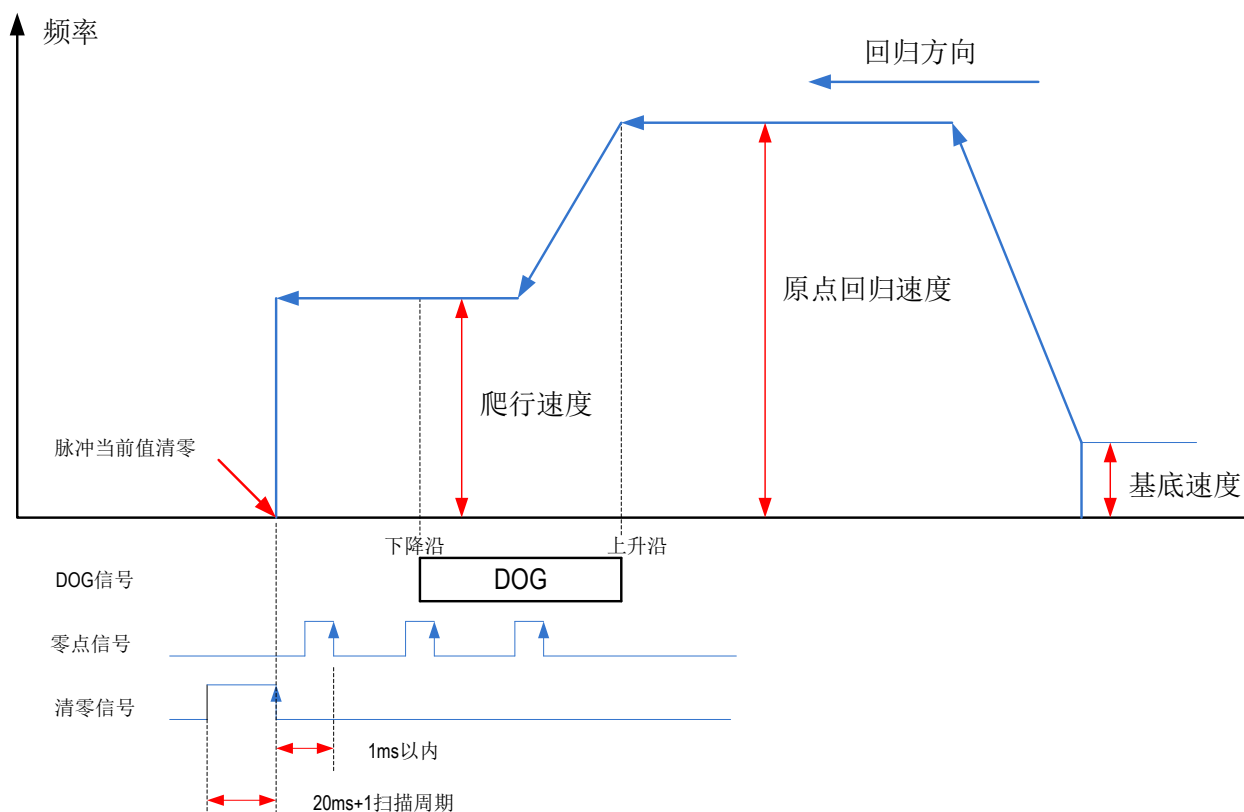 频率
回归方向
原点回归速度
爬行速度
脉冲当前值清零
基底速度
下降沿
上升沿
DOG信号
DOG
零点信号
清零信号
1ms以内
20ms+1扫描周期